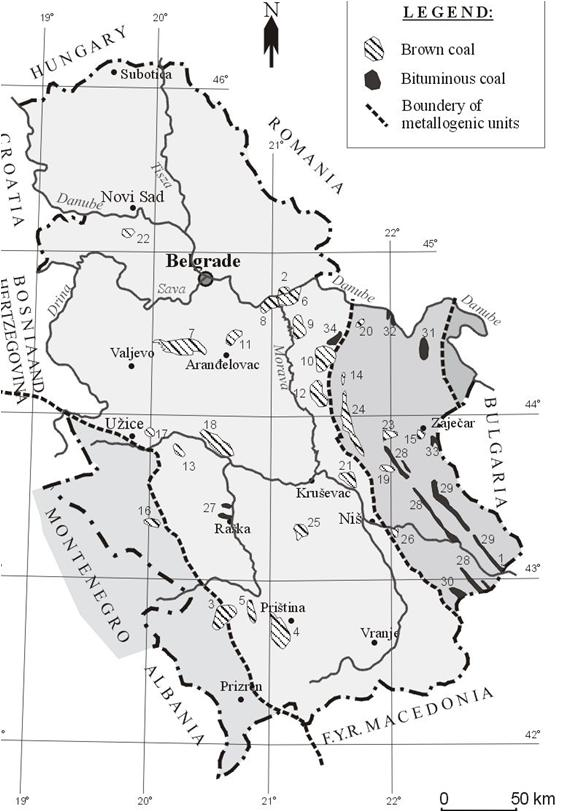 LEGEND:
Brown coal
Bituminous coal
Boundery of
metallogenic units
N
19°
20°
HUNGARY
Subotica
46°
ROMANIA
21°
CROATIA
Tisza
Danube
Novi Sad
22
22°
45°
Belgrade
Sava
Drina
BOSNIA AND
HERTZEGOVINA
2
6
8
9
Danube
Danube
34
20
32
31
7
11
10
Valjevo
Aranđelovac
Morava
12
14
24
44°
BULGARIA
Užice
17
18
13
23
15
Zaječar
33
28
19
21
Kruševac
29
28
27
Raška
16
25
Niš
26
29
28
1
43°
30
MONTENEGRO
3
5
Priština
4
Vranje
ALBANIA
Prizren
F.Y.R. MACEDONIA
42°
19°
20°
21°
22°
0 50 km